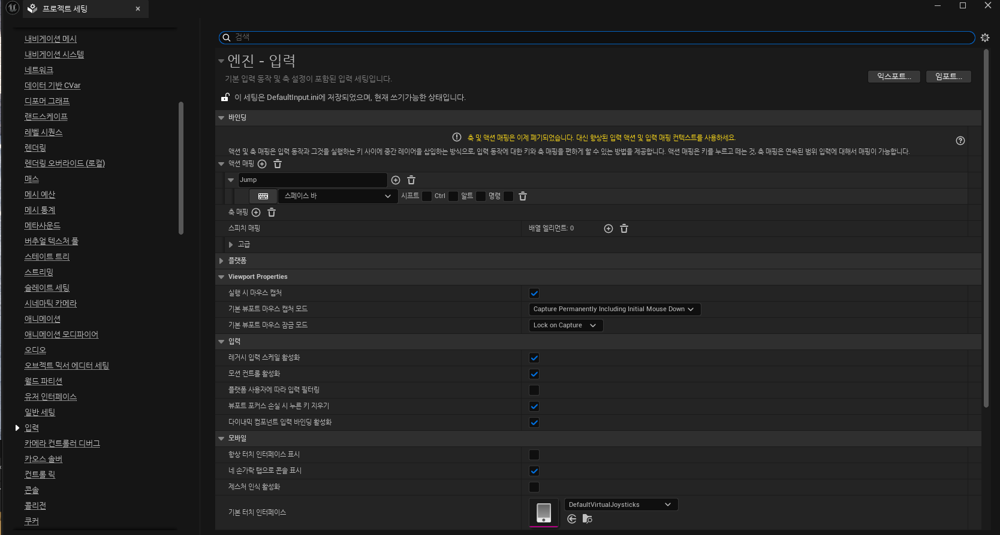 프로젝트 세팅
내비게이션 메시
내비게이션 시스템
네트워크
데이터 기반 CVar
디포머 그래프
랜드스케이프
레벨 시퀀스
렌더링
렌더링 오버라이드 (로컬)
매스
메시 예산
메시 통계
메타사운드
버추얼 텍스처 풀
스테이트 트리
스트리밍
슬레이트 세팅
시네마틱 카메라
애니메이션
애니메이션 모디파이어
오디오
오브젝트 믹서 에디터 세팅
월드 파티션
유저 인터페이스
일반 세팅
입력
카메라 컨트롤러 디버그
카오스 솔버
컨트롤 릭
콘솔
콜리전
쿠커
검색
엔진 - 입력
기본 입력 동작 및 축 설정이 포함된 입력 세팅입니다.
익스포트...
임포트...
이 세팅은 DefaultInput.ini에 저장되었으며, 현재 쓰기가능한 상태입니다.
바인딩
축 및 액션 매핑은 이제 폐기되었습니다. 대신 향상된 입력 액션 및 입력 매핑 컨텍스트를 사용하세요.
액션 및 축 매핑은 입력 동작과 그것을 실행하는 키 사이에 중간 레이어를 삽입하는 방식으로, 입력 동작에 대한 키와 축 매핑을 편하게 할 수 있는 방법을 제공합니다. 액션 매핑은 키를 누르고 떼는 것, 축 매핑은 연속된 범위 입력에 대해서 매핑이 가능합니다.
액션 매핑
Jump
스페이스 바 시프트 Ctrl 알트 명령
축 매핑
스피치 매핑 배열 엘리먼트: 0
고급
플랫폼
Viewport Properties
실행 시 마우스 캡처
기본 뷰포트 마우스 캡처 모드 Capture Permanently Including Initial Mouse Down
기본 뷰포트 마우스 잠금 모드 Lock on Capture
입력
레거시 입력 스케일 활성화
모션 컨트롤 활성화
플랫폼 사용자에 따라 입력 필터링
뷰포트 포커스 손실 시 누른 키 지우기
다이내믹 컴포넌트 입력 바인딩 활성화
모바일
항상 터치 인터페이스 표시
네 손가락 탭으로 콘솔 표시
제스처 인식 활성화
기본 터치 인터페이스 DefaultVirtualJoysticks